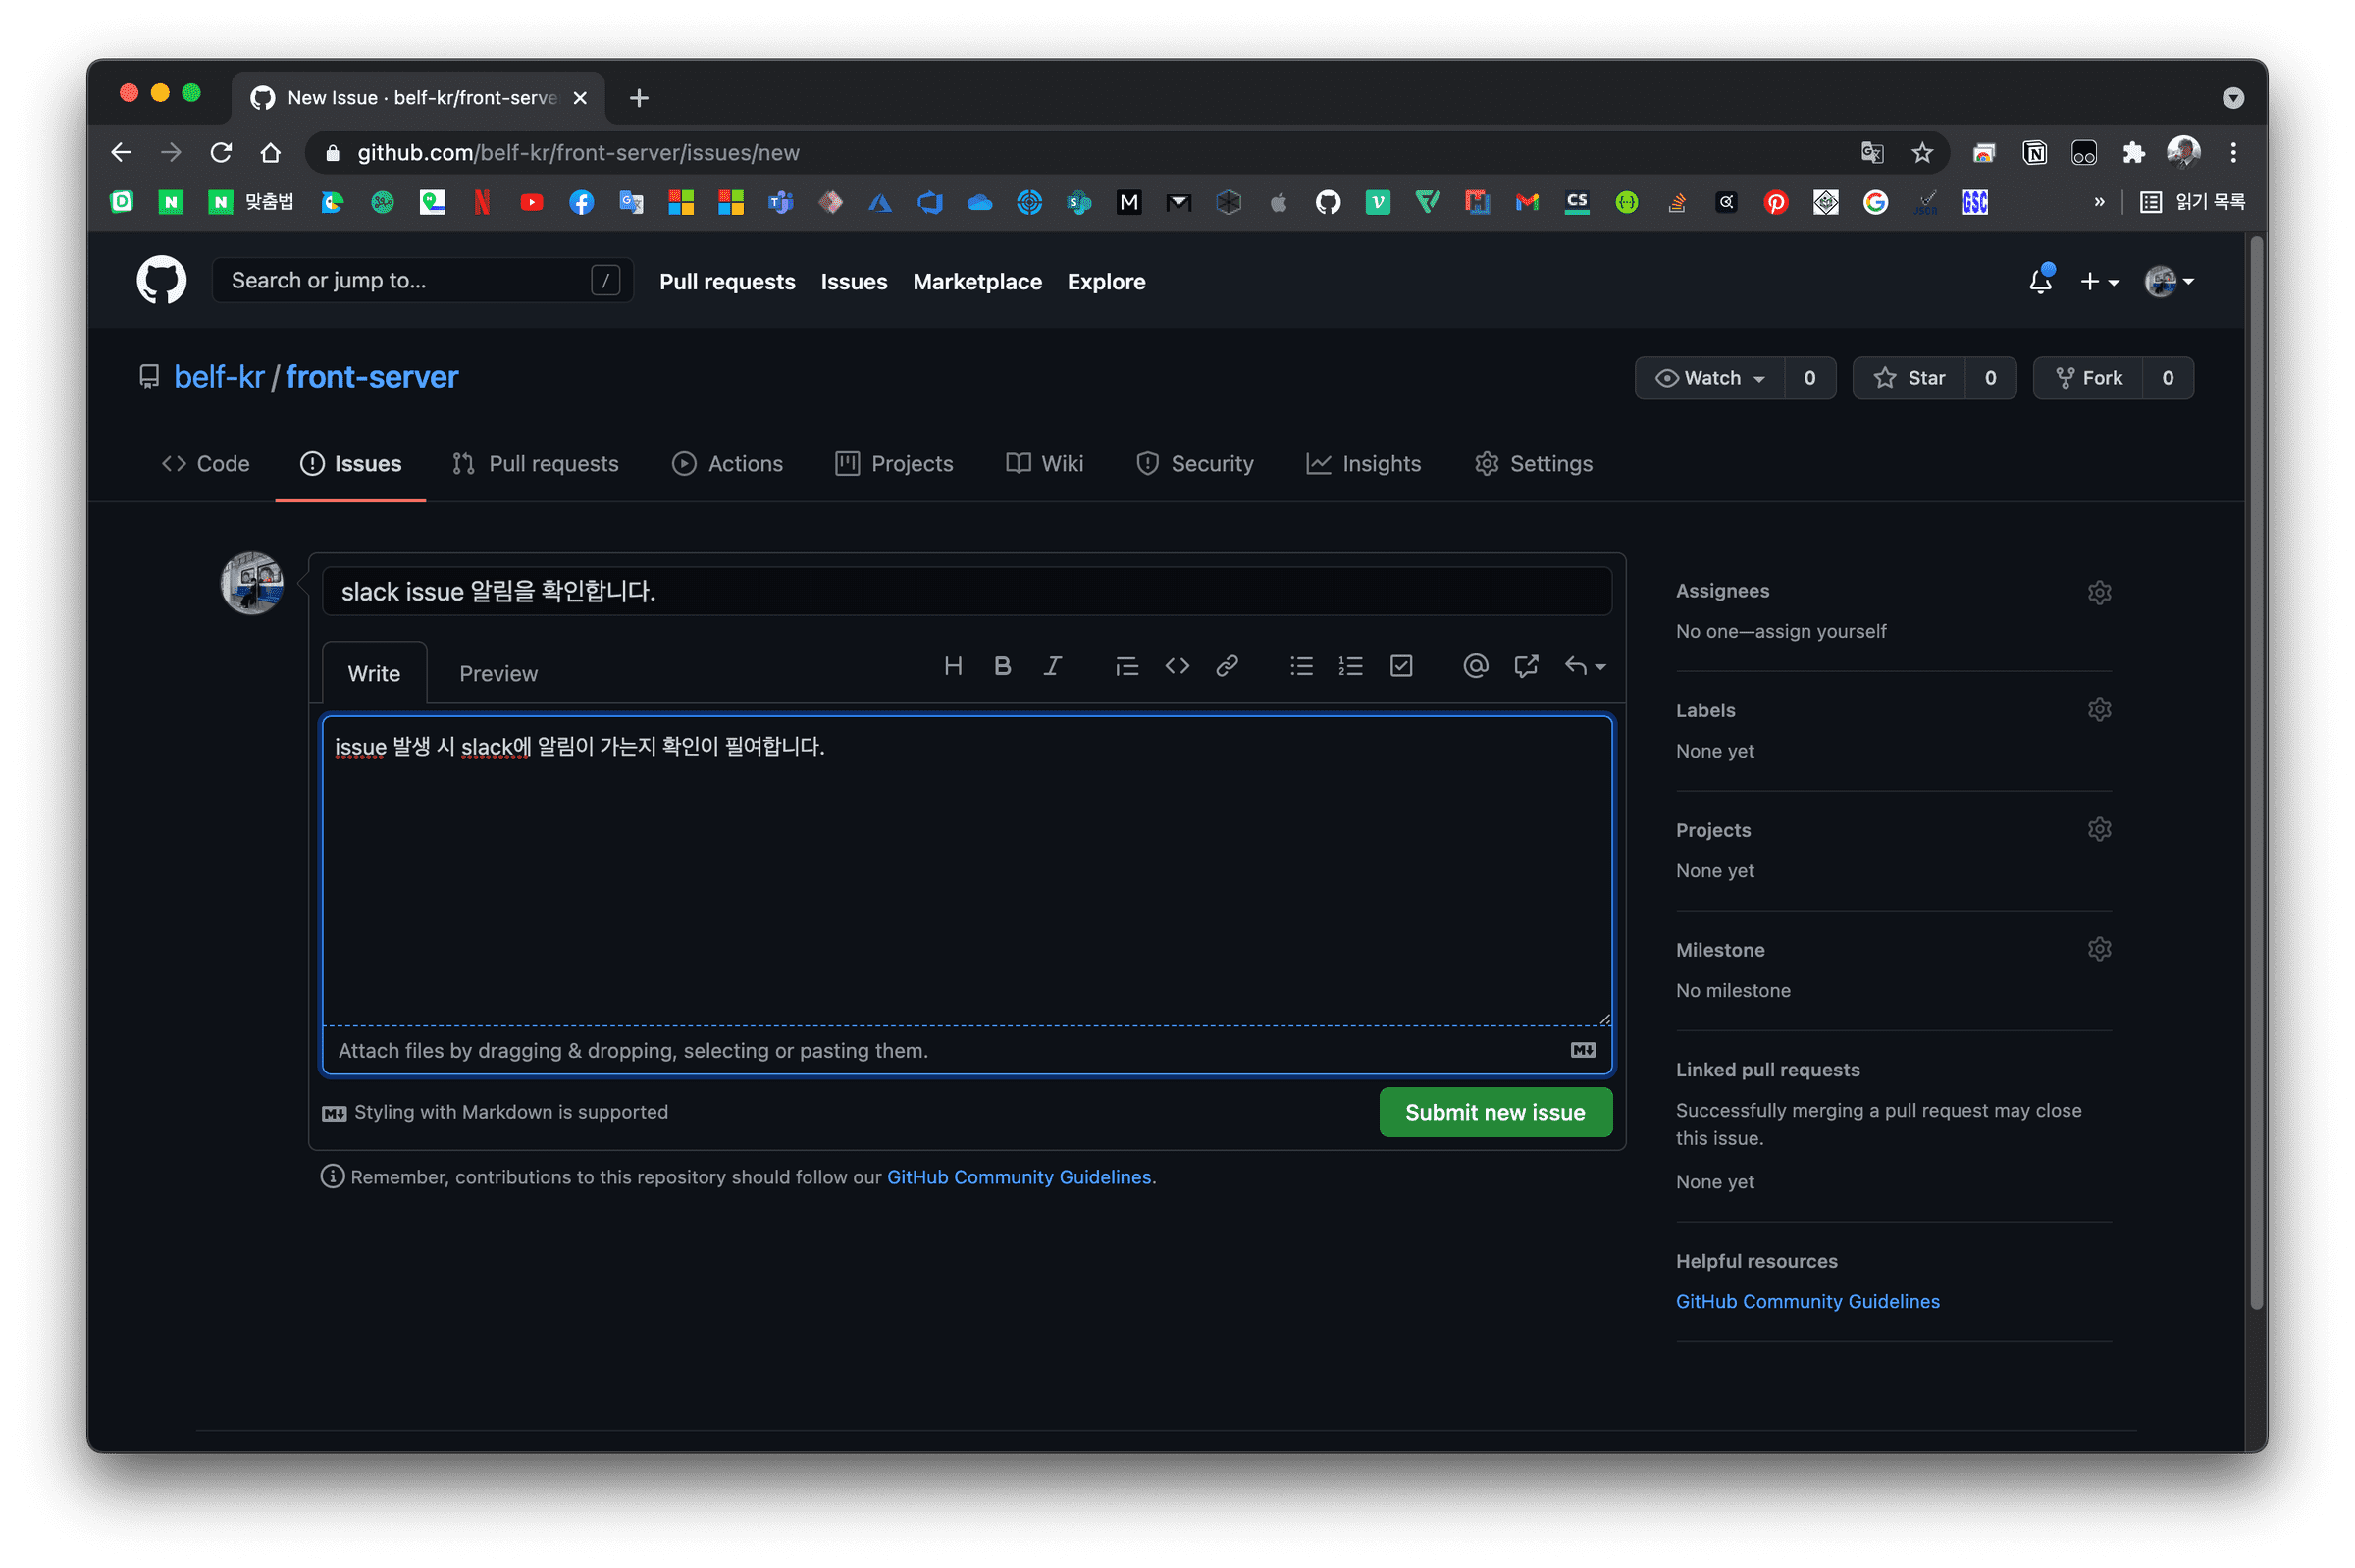 New Issue · belf-kr/front-serve
github.com/belf-kr/front-server/issues/new
맞춤법
읽기 목록
Search or jump to...
/
Pull requests
Issues
Marketplace
Explore
belf-kr / front-server
Watch 0
Star 0
Fork 0
Code
Issues
Pull requests
Actions
Projects
Wiki
Security
Insights
Settings
slack issue 알림을 확인합니다.
Write
Preview
issue 발생 시 slack에 알림이 가는지 확인이 필여합니다.
Attach files by dragging & dropping, selecting or pasting them.
Styling with Markdown is supported
Submit new issue
Remember, contributions to this repository should follow our GitHub Community Guidelines.
Assignees
No one—assign yourself
Labels
None yet
Projects
None yet
Milestone
No milestone
Linked pull requests
Successfully merging a pull request may close
this issue.
None yet
Helpful resources
GitHub Community Guidelines